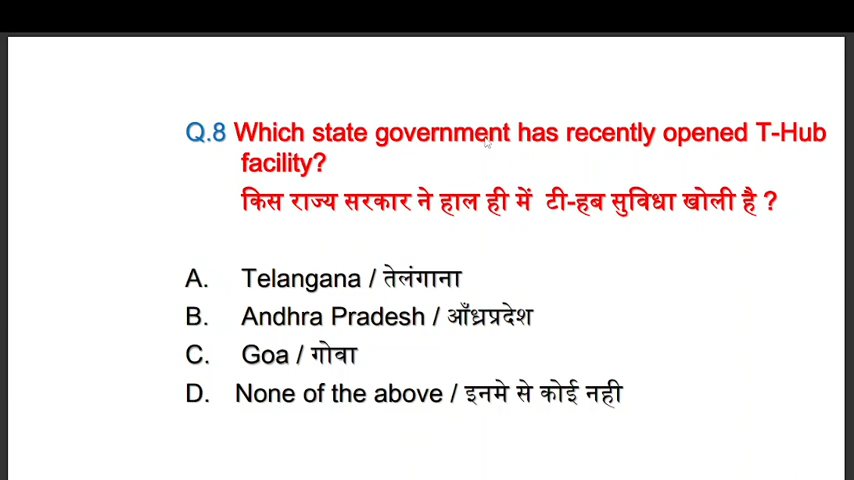 Q.8 Which state government has recently opened T-Hub
facility?
किस राज्य सरकार ने हाल ही में टी-हब सुविधा खोली है ?
A. Telangana / तेलंगाना
B. Andhra Pradesh / आँध्रप्रदेश
C. Goa / गोवा
D. None of the above / इनमे से कोई नही